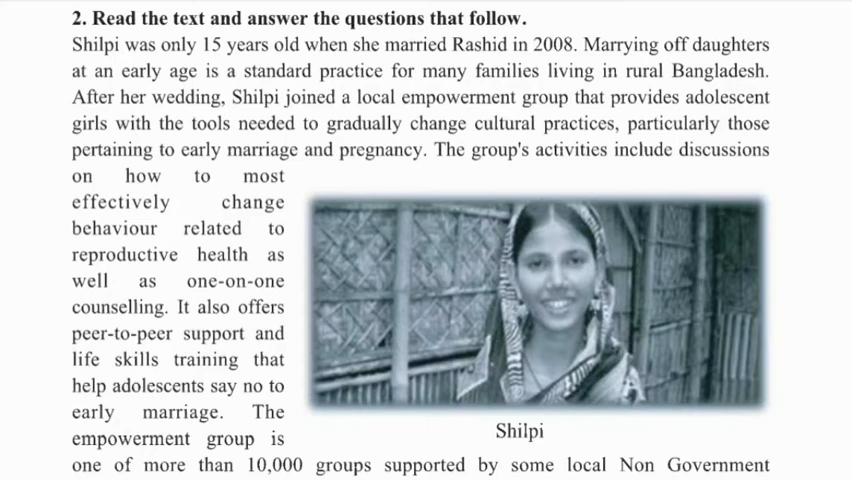 2. Read the text and answer the questions that follow.
Shilpi was only 15 years old when she married Rashid in 2008. Marrying off daughters
at an early age is a standard practice for many families living in rural Bangladesh.
After her wedding, Shilpi joined a local empowerment group that provides adolescent
girls with the tools needed to gradually change cultural practices, particularly those
pertaining to early marriage and pregnancy. The group's activities include discussions
on how to most
effectively change
behaviour related to
reproductive health as
well as one-on-one
counselling. It also offers
peer-to-peer support and
life skills training that
help adolescents say no to
early marriage. The
empowerment group is
Shilpi
one of more than 10,000 groups supported by some local Non Government